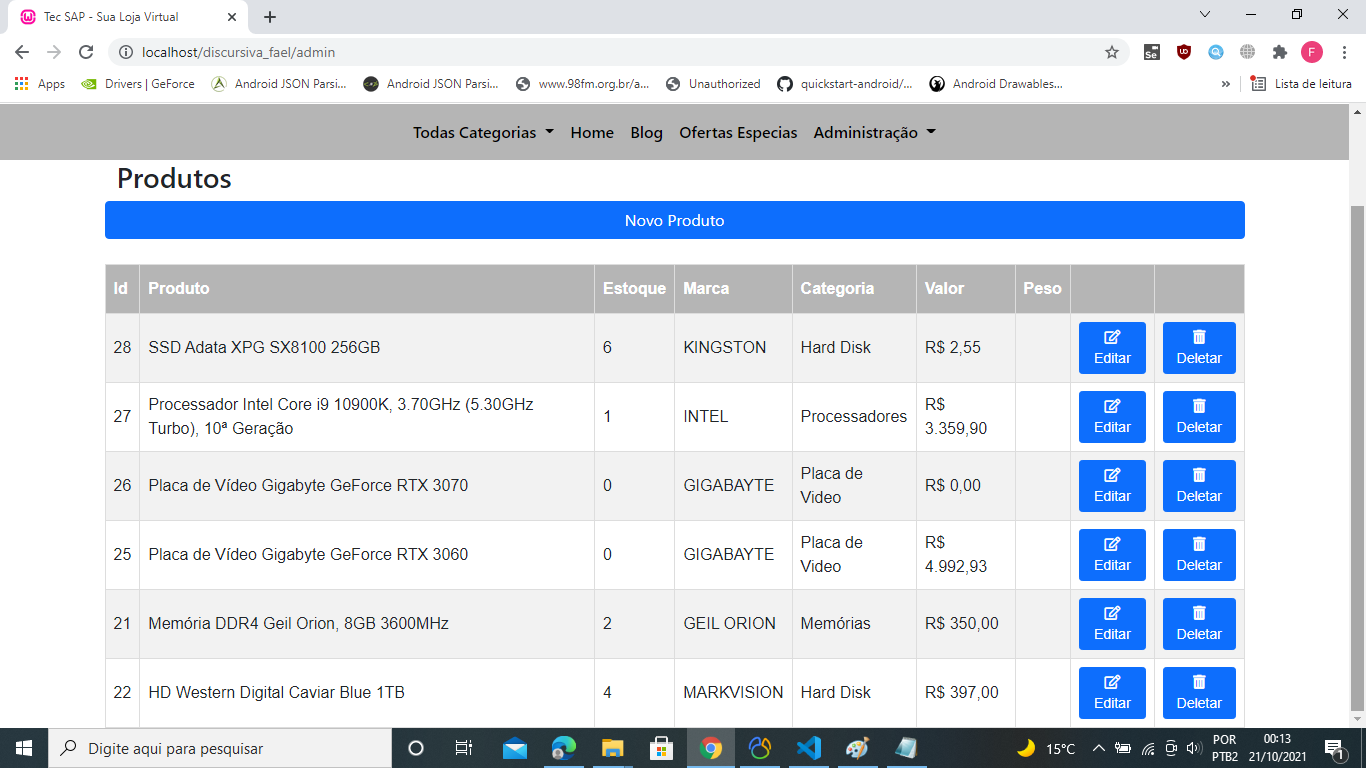 Tec SAP - Sua Loja Virtual
localhost/discursiva_fael/admin
Se
F
Apps
Drivers | GeForce
Android JSON Parsi...
Android JSON Parsi...
www.98fm.org.br/a...
Unauthorized
quickstart-android/...
Android Drawables...
»
Lista de leitura
Todas Categorias Home Blog Ofertas Especias Administração
Produtos
Novo Produto
Id Produto Estoque Marca Categoria Valor Peso
28 SSD Adata XPG SX8100 256GB 6 KINGSTON Hard Disk R$ 2,55 Editar Deletar
27 Processador Intel Core i9 10900K, 3.70GHz (5.30GHz
Turbo), 10ª Geração 1 INTEL Processadores R$
3.359,90 Editar Deletar
26 Placa de Vídeo Gigabyte GeForce RTX 3070 0 GIGABAYTE Placa de
Video R$ 0,00 Editar Deletar
25 Placa de Vídeo Gigabyte GeForce RTX 3060 0 GIGABAYTE Placa de
Video R$
4.992,93 Editar Deletar
21 Memória DDR4 Geil Orion, 8GB 3600MHz 2 GEIL ORION Memórias R$ 350,00 Editar Deletar
22 HD Western Digital Caviar Blue 1TB 4 MARKVISION Hard Disk R$ 397,00 Editar Deletar
Digite aqui para pesquisar
15°C
POR
PTB2
00:13
21/10/2021
1